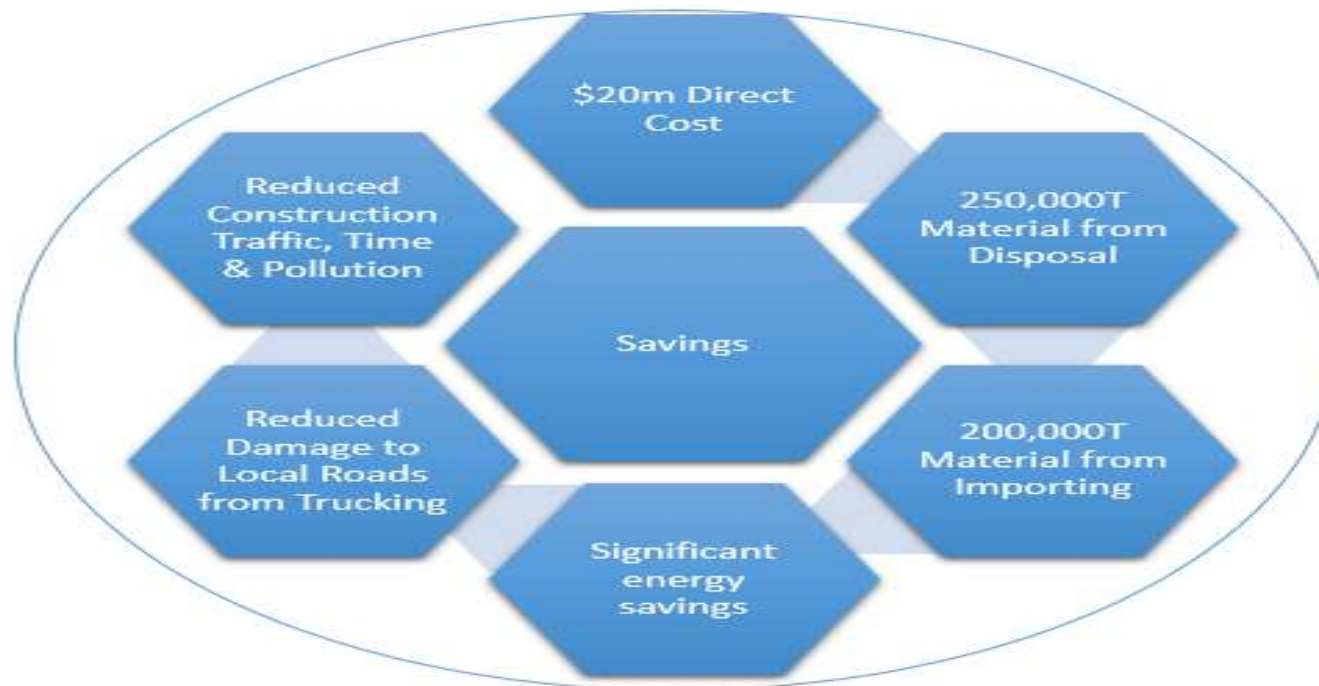 $20m Direct
Cost
250,000T
Material from
Disposal
200,000T
Material from
Importing
Significant
energy
savings
Reduced
Damage to
Local Roads
from Trucking
Reduced
Construction
Traffic, Time
& Pollution
Savings